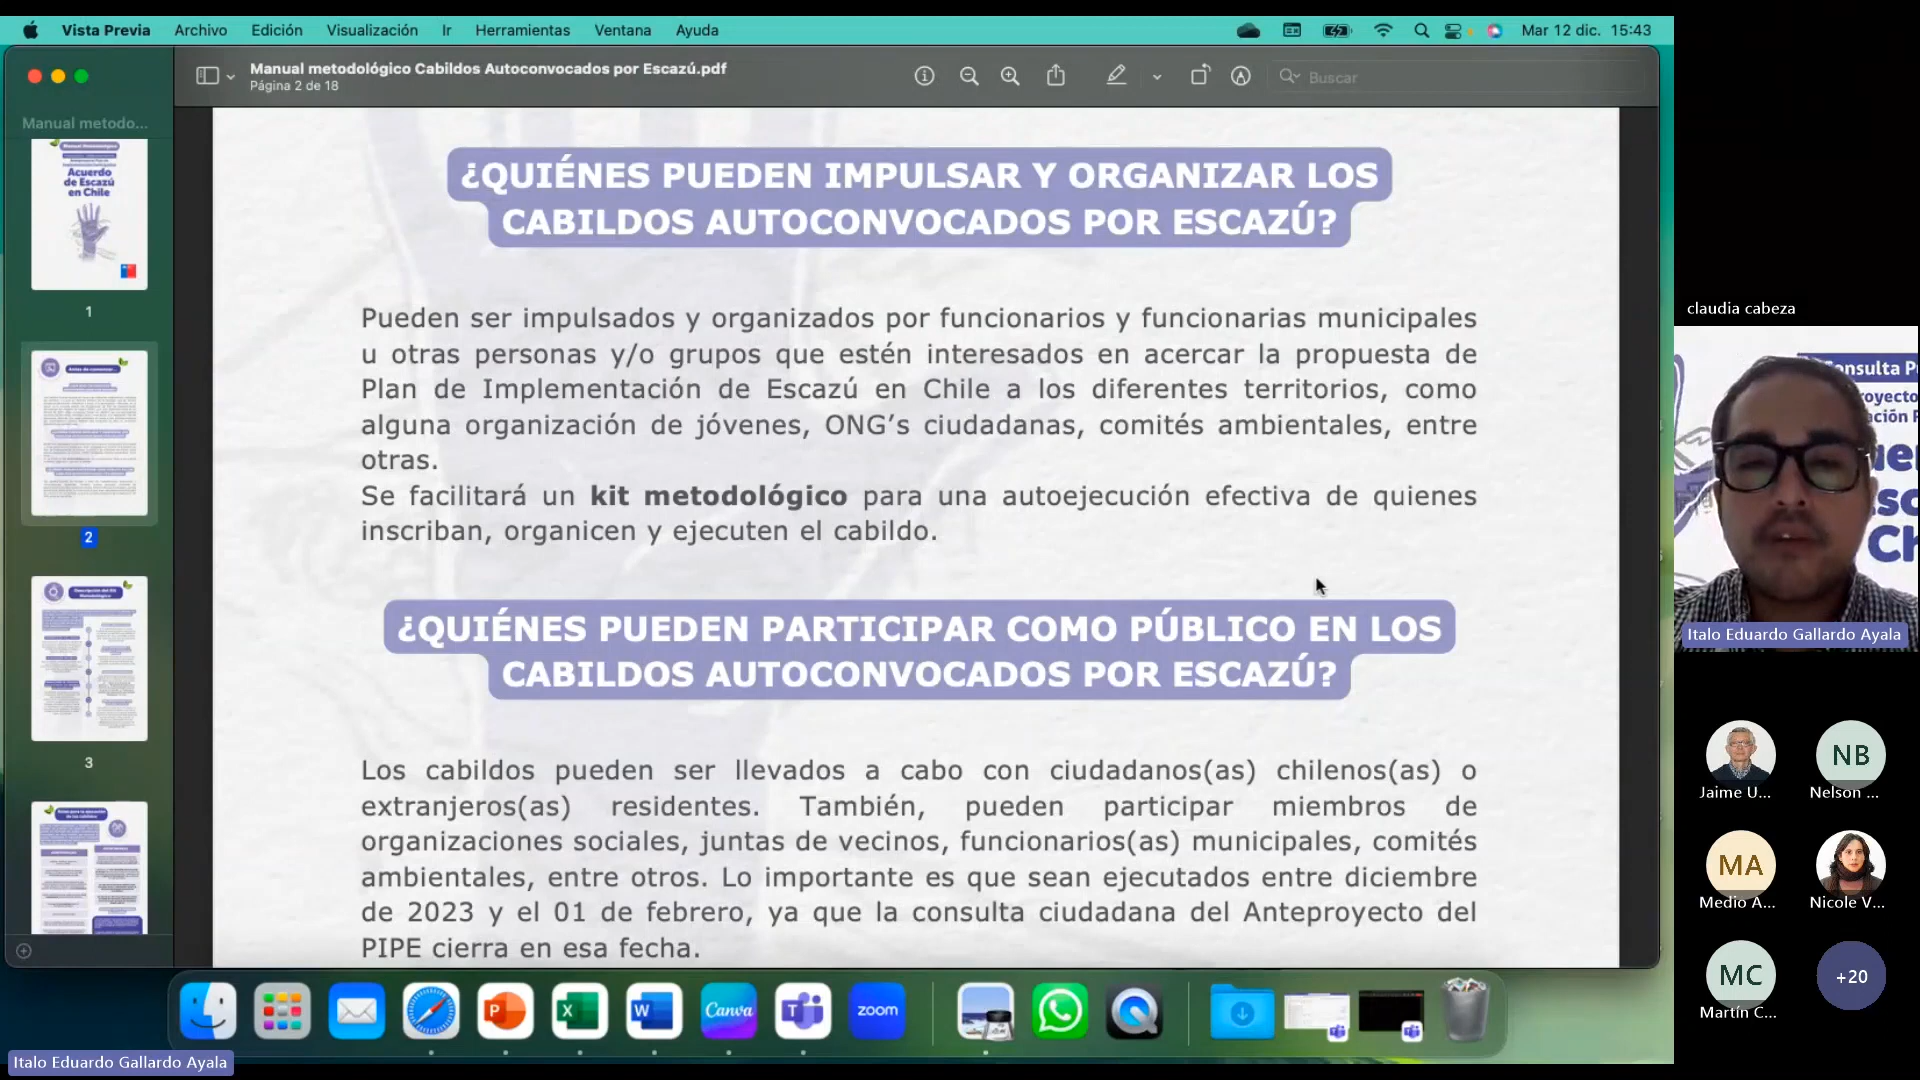 Vista Previa Archivo Edición Visualización Ir Herramientas Ventana Ayuda Mar 12 dic. 15:43
Manual metodológico Cabildos Autoconvocados por Escazú.pdf
Página 2 de 18
Buscar
Manual metodo...
Acuerdo
de Escazú
en Chile
1
2
3
¿QUIÉNES PUEDEN IMPULSAR Y ORGANIZAR LOS
CABILDOS AUTOCONVOCADOS POR ESCAZÚ?
Pueden ser impulsados y organizados por funcionarios y funcionarias municipales
u otras personas y/o grupos que estén interesados en acercar la propuesta de
Plan de Implementación de Escazú en Chile a los diferentes territorios, como
alguna organización de jóvenes, ONG’s ciudadanas, comités ambientales, entre
otras.
Se facilitará un kit metodológico para una autoejecución efectiva de quienes
inscriban, organicen y ejecuten el cabildo.
¿QUIÉNES PUEDEN PARTICIPAR COMO PÚBLICO EN LOS
CABILDOS AUTOCONVOCADOS POR ESCAZÚ?
Los cabildos pueden ser llevados a cabo con ciudadanos(as) chilenos(as) o
extranjeros(as) residentes. También, pueden participar miembros de
organizaciones sociales, juntas de vecinos, funcionarios(as) municipales, comités
ambientales, entre otros. Lo importante es que sean ejecutados entre diciembre
de 2023 y el 01 de febrero, ya que la consulta ciudadana del Anteproyecto del
PIPE cierra en esa fecha.
Canva
zoom
Italo Eduardo Gallardo Ayala
claudia cabeza
Italo Eduardo Gallardo Ayala
Jaime U...
NB
Nelson ...
MA
Medio A...
Nicole V...
MC
Martín C...
+20